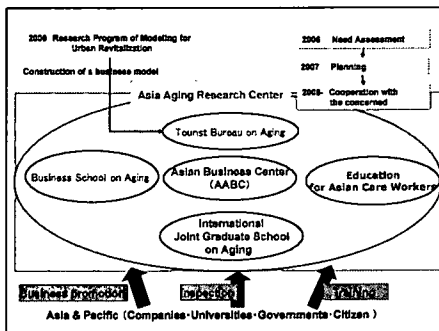 2006 Research Program of Modeling for
Urban Revitalization
Construction of a business model
2006 Need Assessment
2007 Planning
2008- Cooperation with
the concerned
Asia Aging Research Center
Tourist Bureau on Aging
Business School on Aging
Asian Business Center
(AABC)
Education
for Asian Care Workers
International
Joint Graduate School
on Aging
Business promotion
Inspection
Training
Asia & Pacific (Companies·Universities·Governments·Citizen)